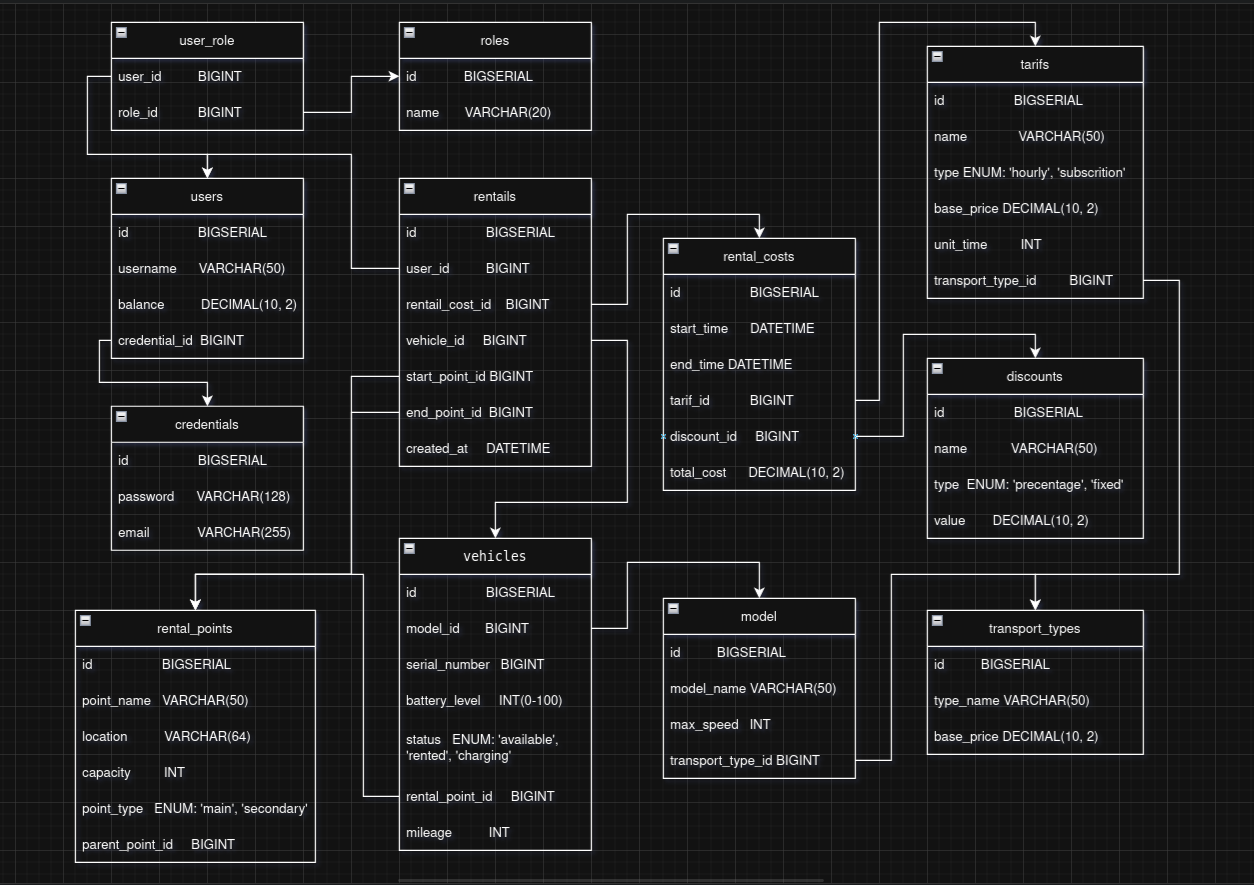 user_role
user_id BIGINT
role_id BIGINT
roles
id BIGSERIAL
name VARCHAR(20)
tarifs
id BIGSERIAL
name VARCHAR(50)
type ENUM: 'hourly', 'subscrition'
base_price DECIMAL(10, 2)
unit_time INT
transport_type_id BIGINT
users
id BIGSERIAL
username VARCHAR(50)
balance DECIMAL(10, 2)
credential_id BIGINT
rentails
id BIGSERIAL
user_id BIGINT
rentail_cost_id BIGINT
vehicle_id BIGINT
start_point_id BIGINT
end_point_id BIGINT
created_at DATETIME
rental_costs
id BIGSERIAL
start_time DATETIME
end_time DATETIME
tarif_id BIGINT
discount_id BIGINT
total_cost DECIMAL(10, 2)
discounts
id BIGSERIAL
name VARCHAR(50)
type ENUM: 'precentage', 'fixed'
value DECIMAL(10, 2)
credentials
id BIGSERIAL
password VARCHAR(128)
email VARCHAR(255)
rental_points
id BIGSERIAL
point_name VARCHAR(50)
location VARCHAR(64)
capacity INT
point_type ENUM: 'main', 'secondary'
parent_point_id BIGINT
vehicles
id BIGSERIAL
model_id BIGINT
serial_number BIGINT
battery_level INT(0-100)
status ENUM: 'available',
'rented', 'charging'
rental_point_id BIGINT
mileage INT
model
id BIGSERIAL
model_name VARCHAR(50)
max_speed INT
transport_type_id BIGINT
transport_types
id BIGSERIAL
type_name VARCHAR(50)
base_price DECIMAL(10, 2)